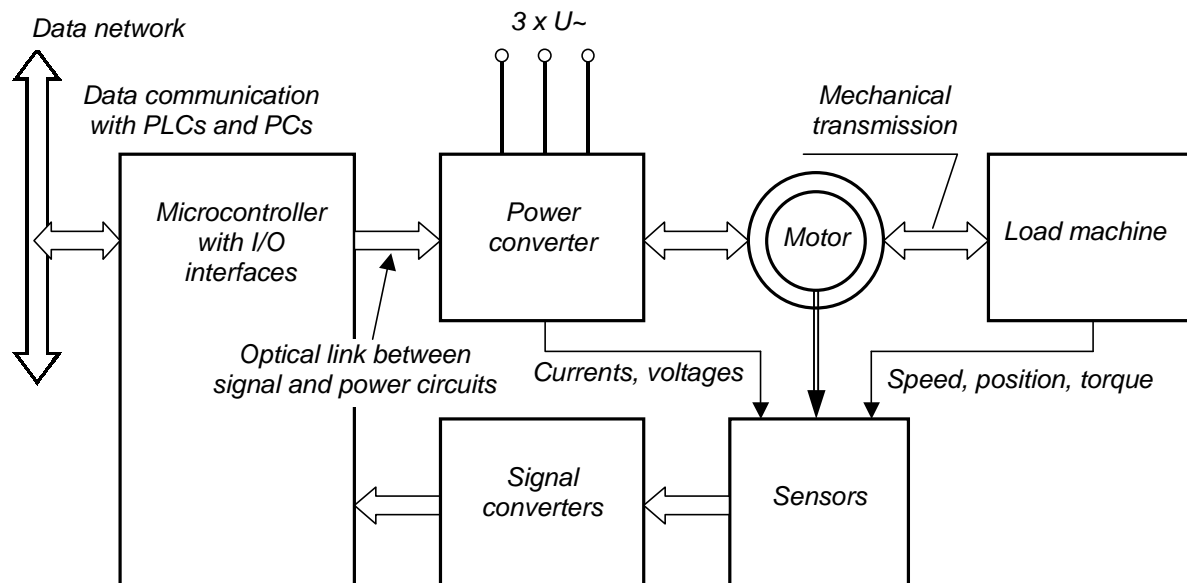 Data network
3 x U~
Data communication
with PLCs and PCs
Mechanical
transmission
Microcontroller
with I/O
interfaces
Power
converter
Motor
Load machine
Optical link between
signal and power circuits
Currents, voltages
Speed, position, torque
Signal
converters
Sensors